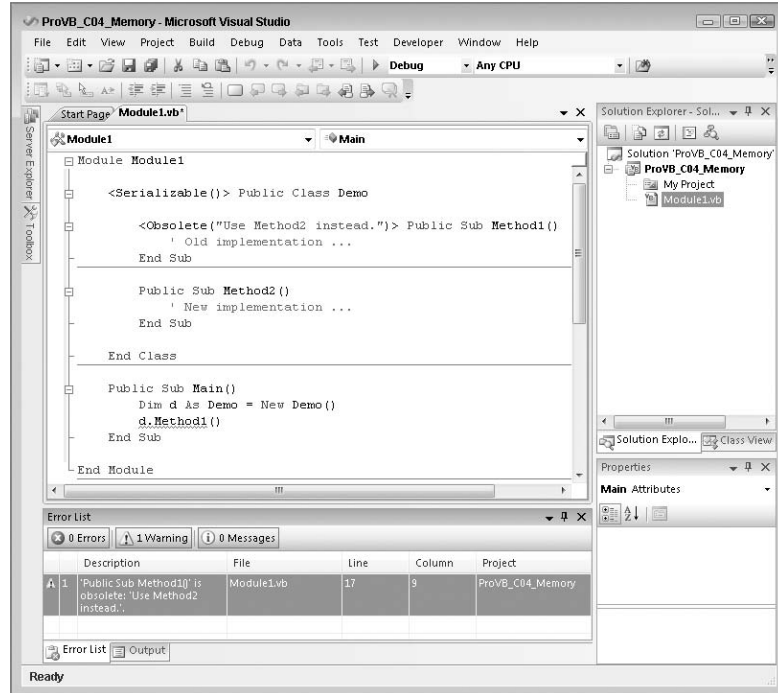 ProVB_C04_Memory - Microsoft Visual Studio
File Edit View Project Build Debug Data Tools Test Developer Window Help
Debug Any CPU
Start Page Module1.vb*
Module1 Main
Module Module1
<Serializable()> Public Class Demo
<Obsolete("Use Method2 instead.")> Public Sub Method1()
' Old implementation ...
End Sub
Public Sub Method2()
' New implementation ...
End Sub
End Class
Public Sub Main()
Dim d As Demo = New Demo()
d.Method1()
End Sub
End Module
Server Explorer
Toolbox
Solution Explorer - Sol...
Solution 'ProVB_C04_Memory'
ProVB_C04_Memory
My Project
Module1.vb
Solution Explo... Class View
Properties
Main Attributes
Error List
0 Errors 1 Warning 0 Messages
Description File Line Column Project
1 'Public Sub Method1()' is Module1.vb 17 9 ProVB_C04_Memory
obsolete: 'Use Method2
instead.'.
Error List Output
Ready